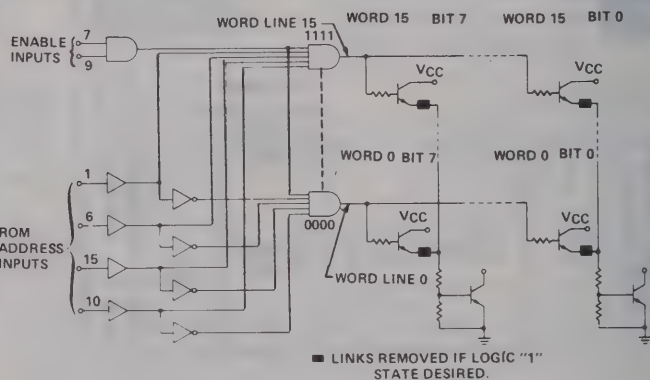 WORD 15 BIT 7
WORD 15 BIT 0
WORD LINE 15
1111
ENABLE
INPUTS
7
9
VCC
VCC
WORD 0 BIT 7
WORD 0 BIT 0
1
6
ROM
ADDRESS
INPUTS
15
10
0000
VCC
VCC
WORD LINE 0
LINKS REMOVED IF LOGIC "1"
STATE DESIRED.